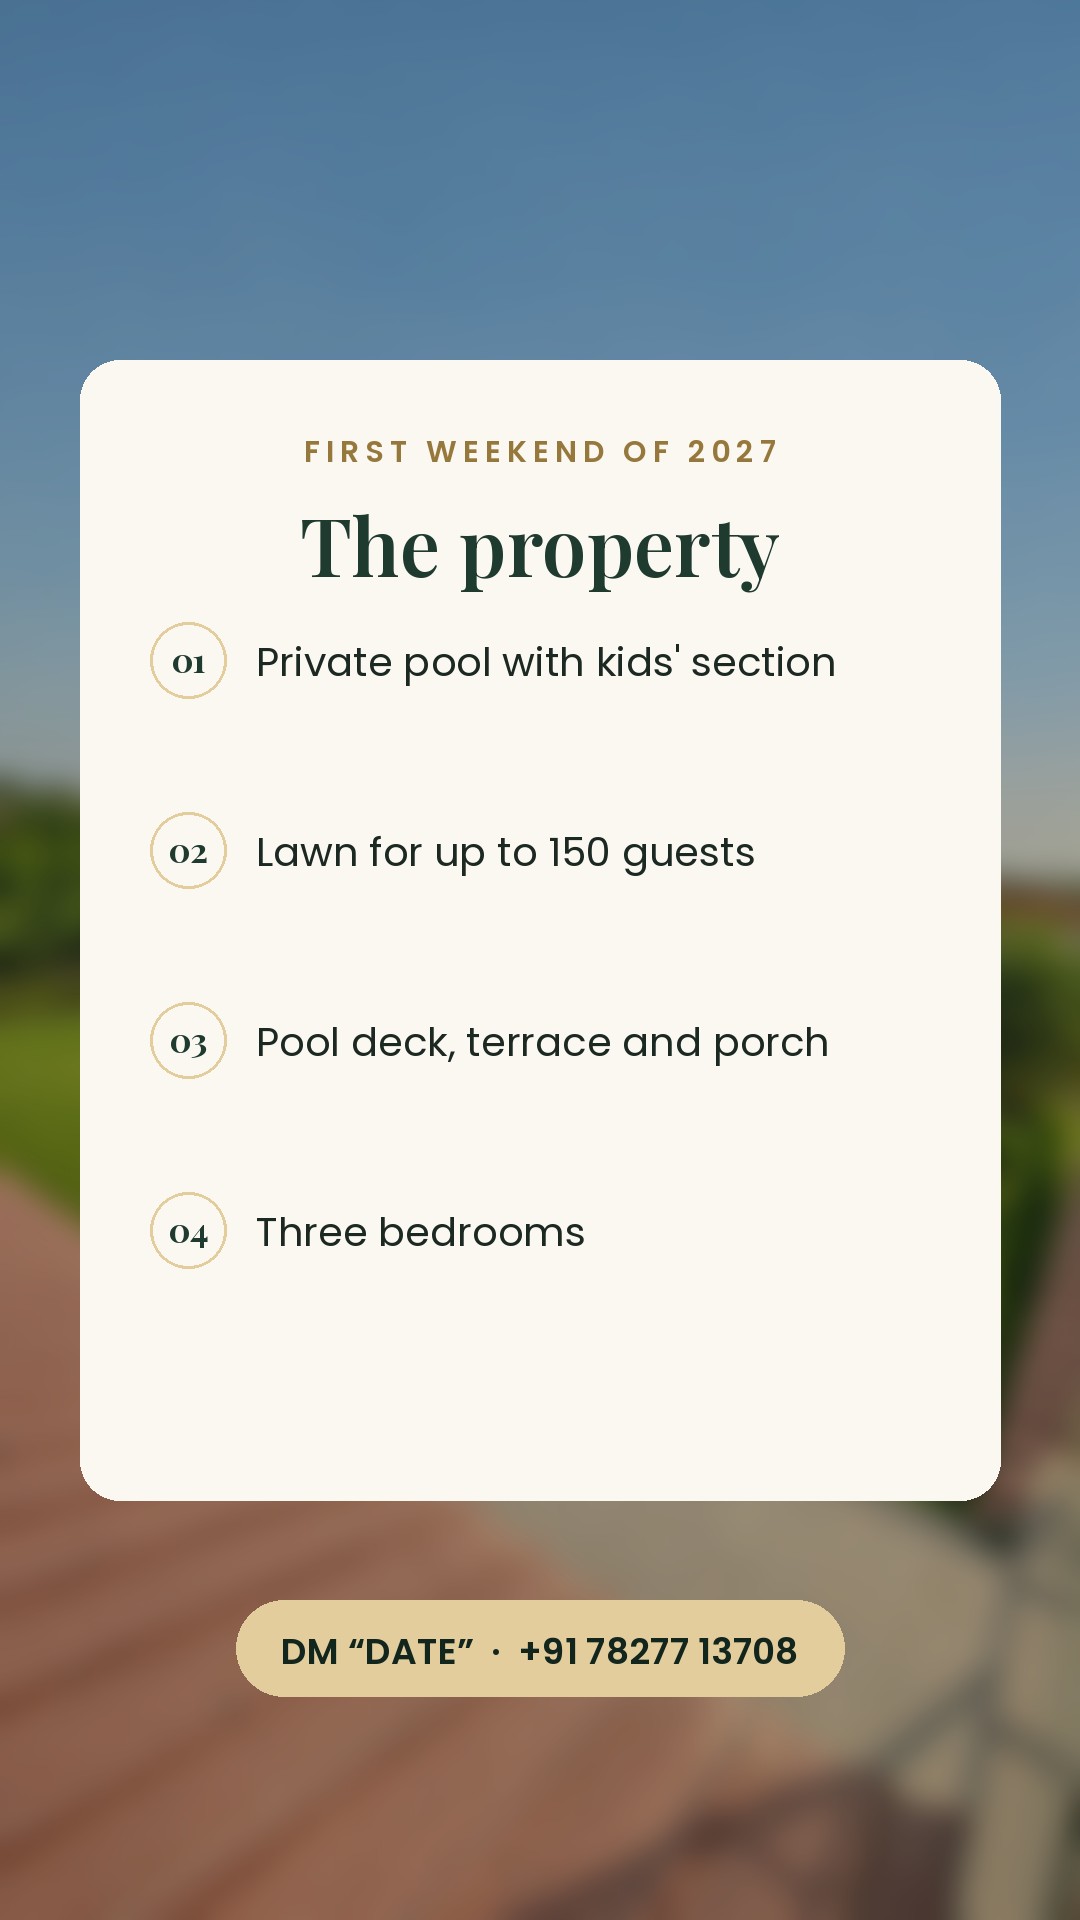 FIRST WEEKEND OF 2027
The property
01 Private pool with kids' section
02 Lawn for up to 150 guests
03 Pool deck, terrace and porch
04 Three bedrooms
DM “DATE” · +91 78277 13708